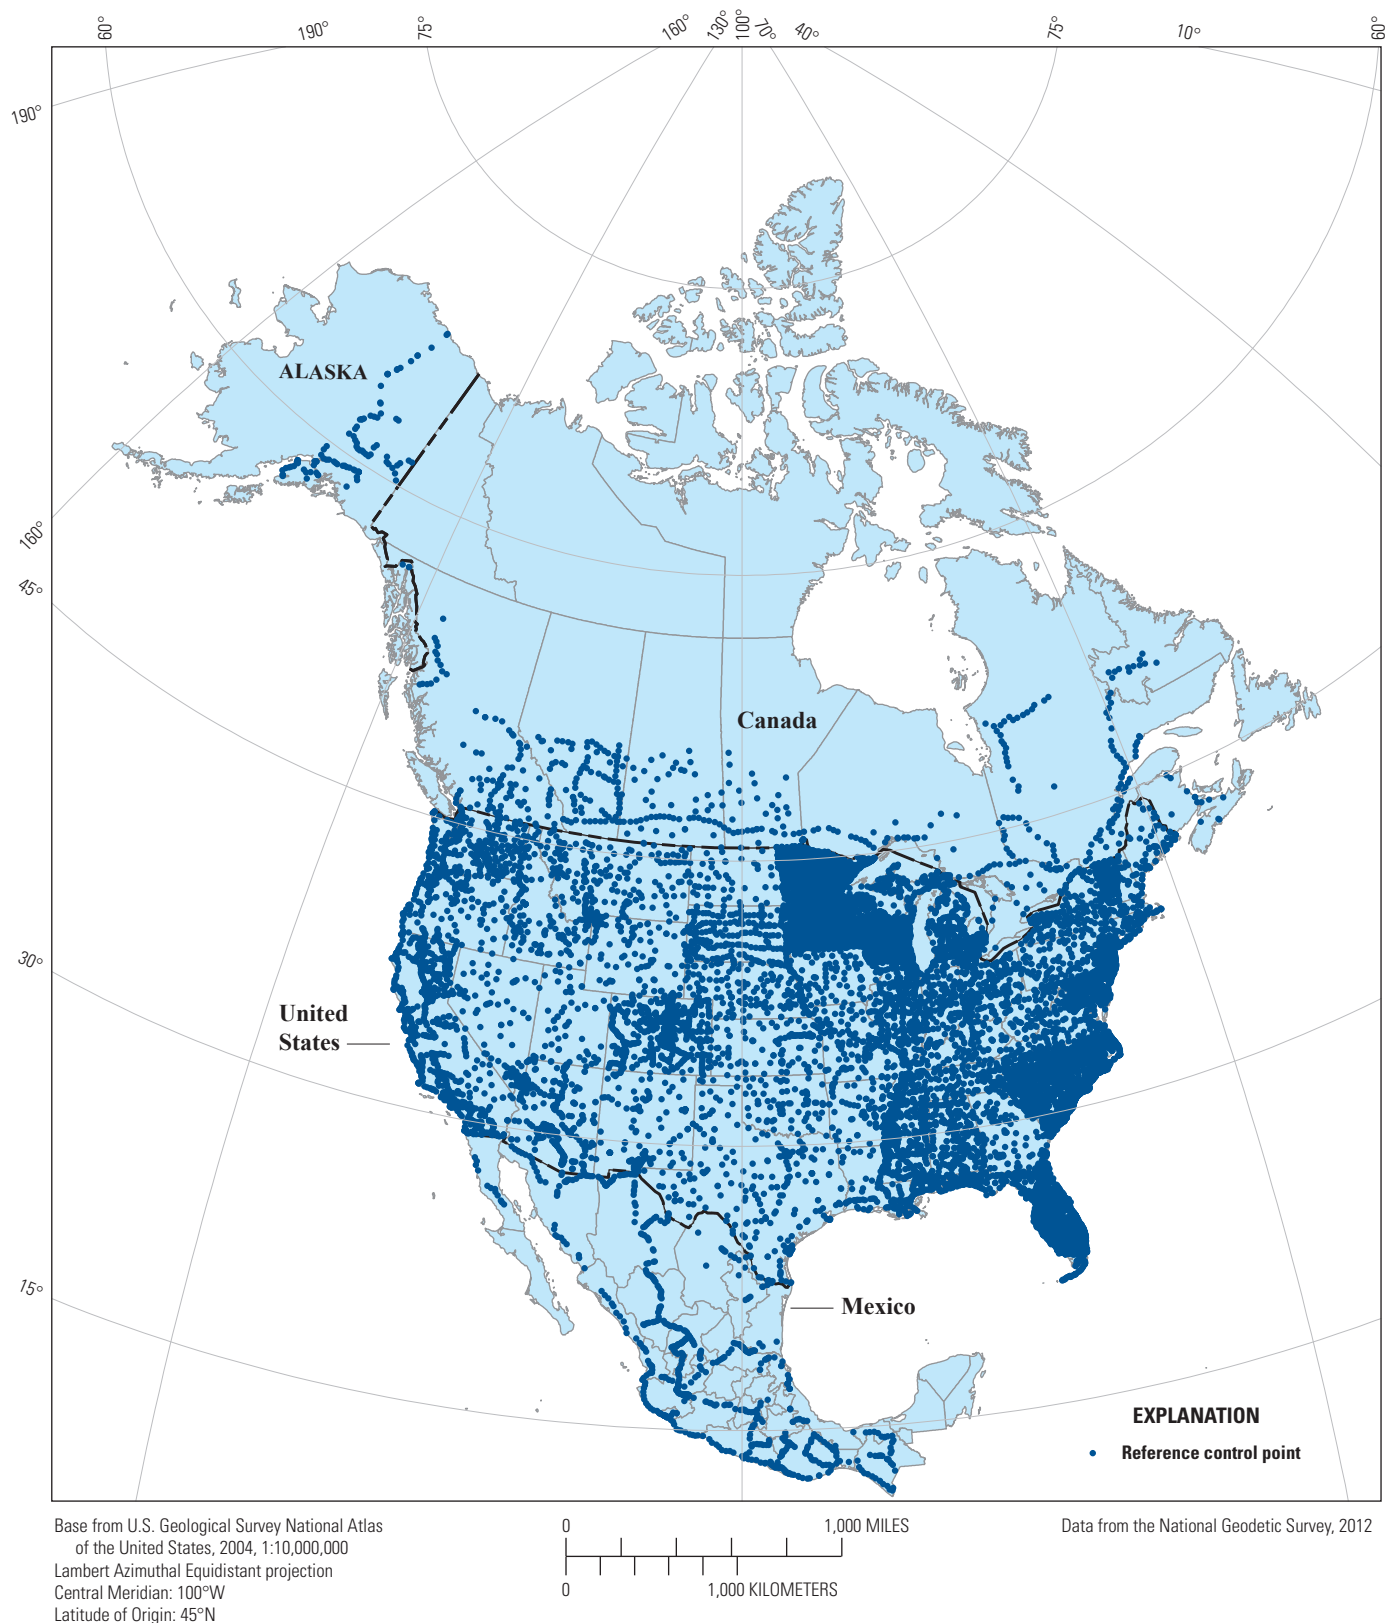 60° 190° 75° 160° 130° 100° 70° 40° 75° 10° 60°
190°
ALASKA
160°
45°
Canada
30°
United
States
75°
Mexico
EXPLANATION
Reference control point
Base from U.S. Geological Survey National Atlas
of the United States, 2004, 1:10,000,000
Lambert Azimuthal Equidistant projection
Central Meridian: 100°W
Latitude of Origin: 45°N
0 1,000 MILES
0 1,000 KILOMETERS
Data from the National Geodetic Survey, 2012